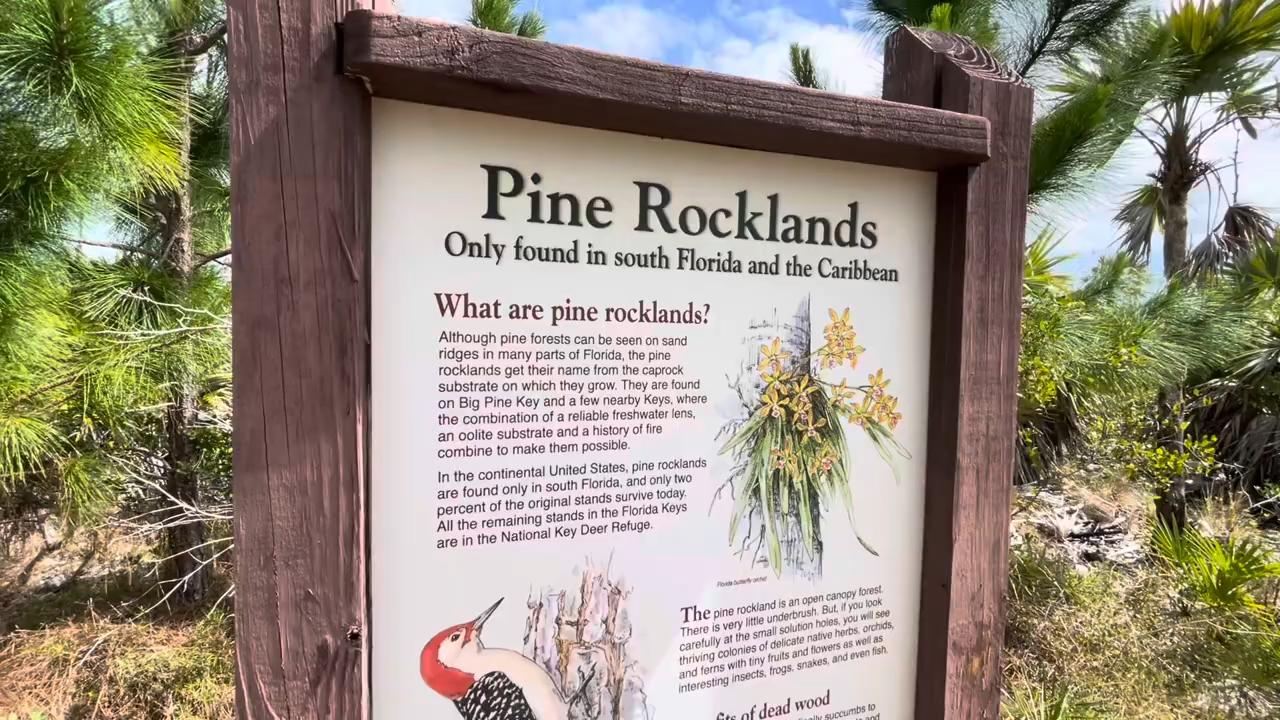 Pine Rocklands
Only found in south Florida and the Caribbean
What are pine rocklands?
Although pine forests can be seen on sand
ridges in many parts of Florida, the pine
rocklands get their name from the caprock
substrate on which they grow. They are found
on Big Pine Key and a few nearby Keys, where
the combination of a reliable freshwater lens,
an oolite substrate and a history of fire
combine to make them possible.
In the continental United States, pine rocklands
are found only in south Florida, and only two
percent of the original stands survive today.
All the remaining stands in the Florida Keys
are in the National Key Deer Refuge.
Florida butterfly orchid
The pine rockland is an open canopy forest.
There is very little underbrush. But, if you look
carefully at the small solution holes, you will see
thriving colonies of delicate native herbs, orchids,
and ferns with tiny fruits and flowers as well as
interesting insects, frogs, snakes, and even fish.
of dead wood
succumbs to
and